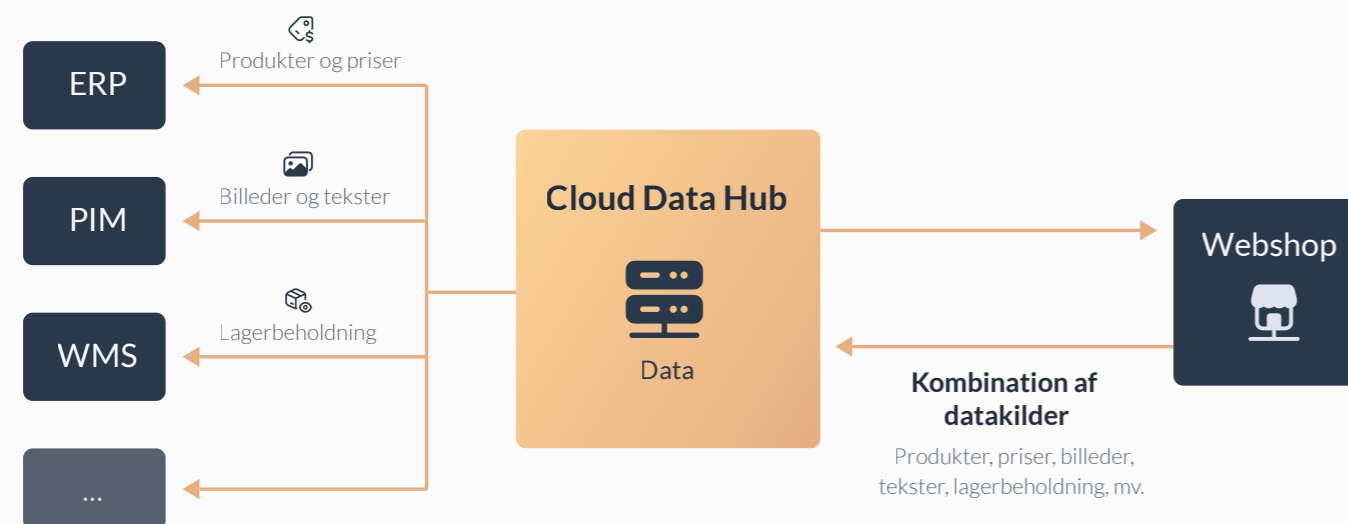 Produkter og priser
ERP
Billeder og tekster
PIM
Lagerbeholdning
WMS
...
Cloud Data Hub
Data
Webshop
Kombination af
datakilder
Produkter, priser, billeder,
tekster, lagerbeholdning, mv.